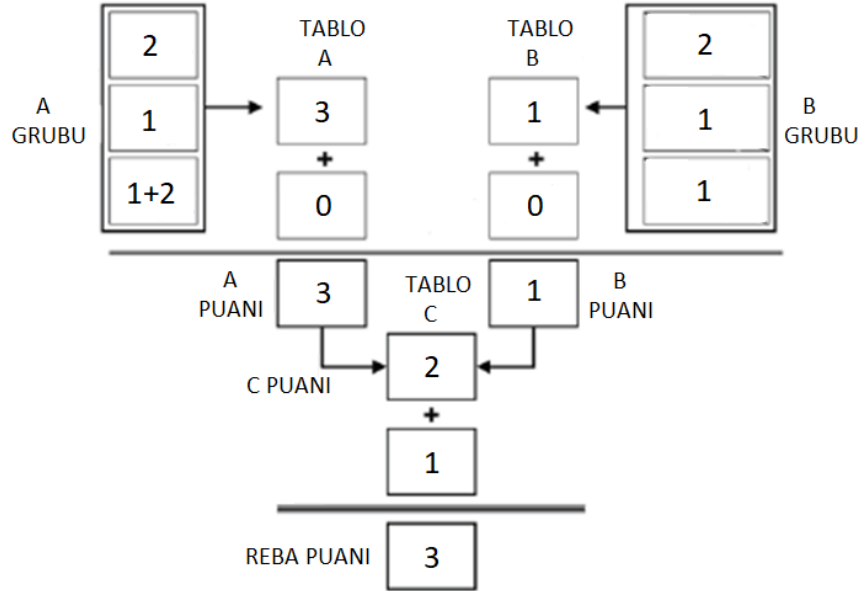 2
1
1+2
A
GRUBU
TABLO
A
3
+
0
TABLO
B
1
+
0
2
1
1
B
GRUBU
A
PUANI
3
TABLO
C
1
B
PUANI
C PUANI
2
+
1
REBA PUANI
3